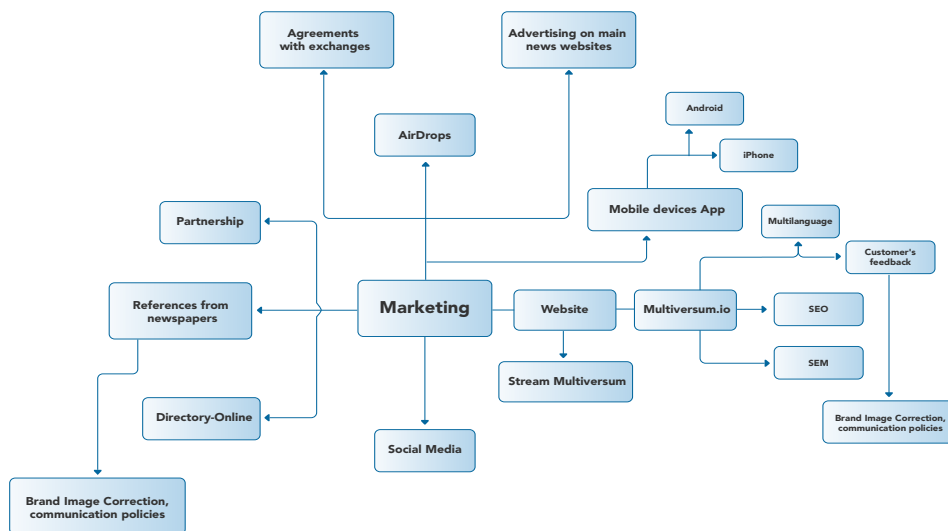 Agreements
with exchanges
Advertising on main
news websites
Android
AirDrops
iPhone
Mobile devices App
Partnership
Multilanguage
Customer's
feedback
References from
newspapers
Marketing
Website
Multiversum.io
SEO
SEM
Stream Multiversum
Directory-Online
Social Media
Brand Image Correction,
communication policies
Brand Image Correction,
communication policies